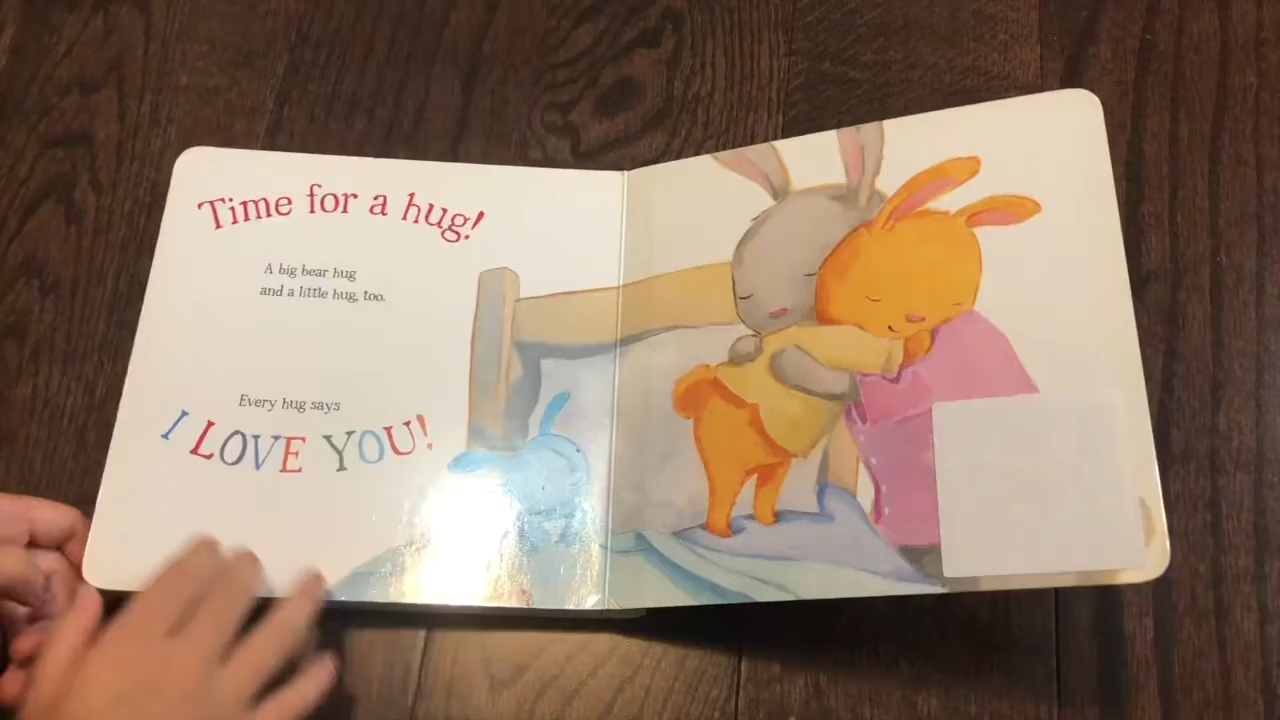 Time for a hug!
A big bear hug
and a little hug, too.
Every hug says
I LOVE YOU!